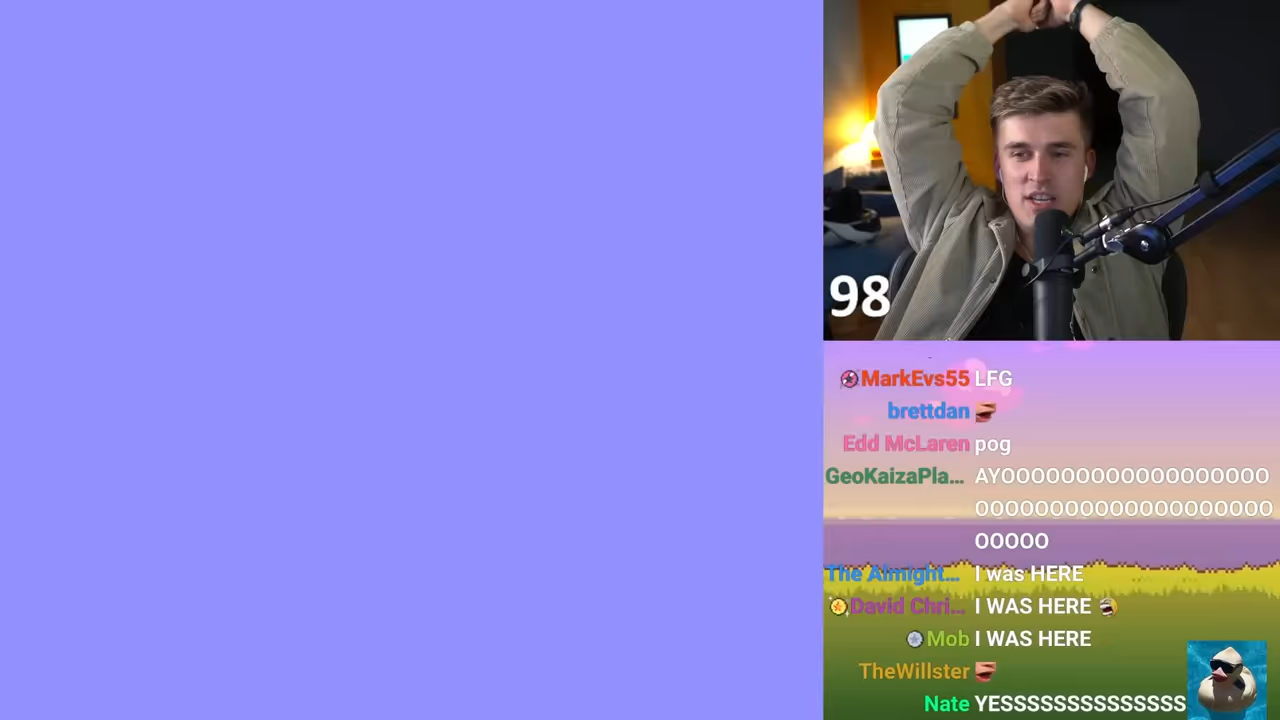 98
MarkEvs55 LFG
brettdan
Edd McLaren pog
GeoKaizaPla... AYOOOOOOOOOOOOOOOOOO
OOOOOOOOOOOOOOOOOOOO
OOOOO
The Almight... I was HERE
David Chri... I WAS HERE
Mob I WAS HERE
TheWillster
Nate YESSSSSSSSSSSSSS